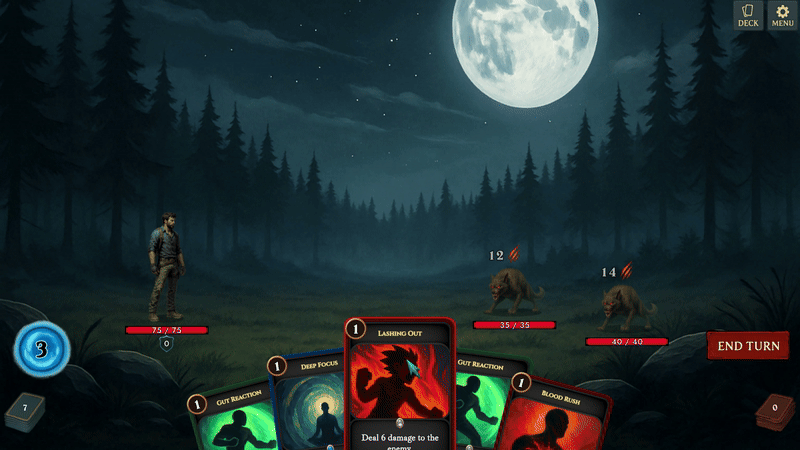 DECK
MENU
12
14
35 / 35
40 / 40
75 / 75
0
3
END TURN
7
0
1
GUT REACTION
1
DEEP FOCUS
1
LASHING OUT
Deal 6 damage to the
enemy
GUT REACTION
1
BLOOD RUSH